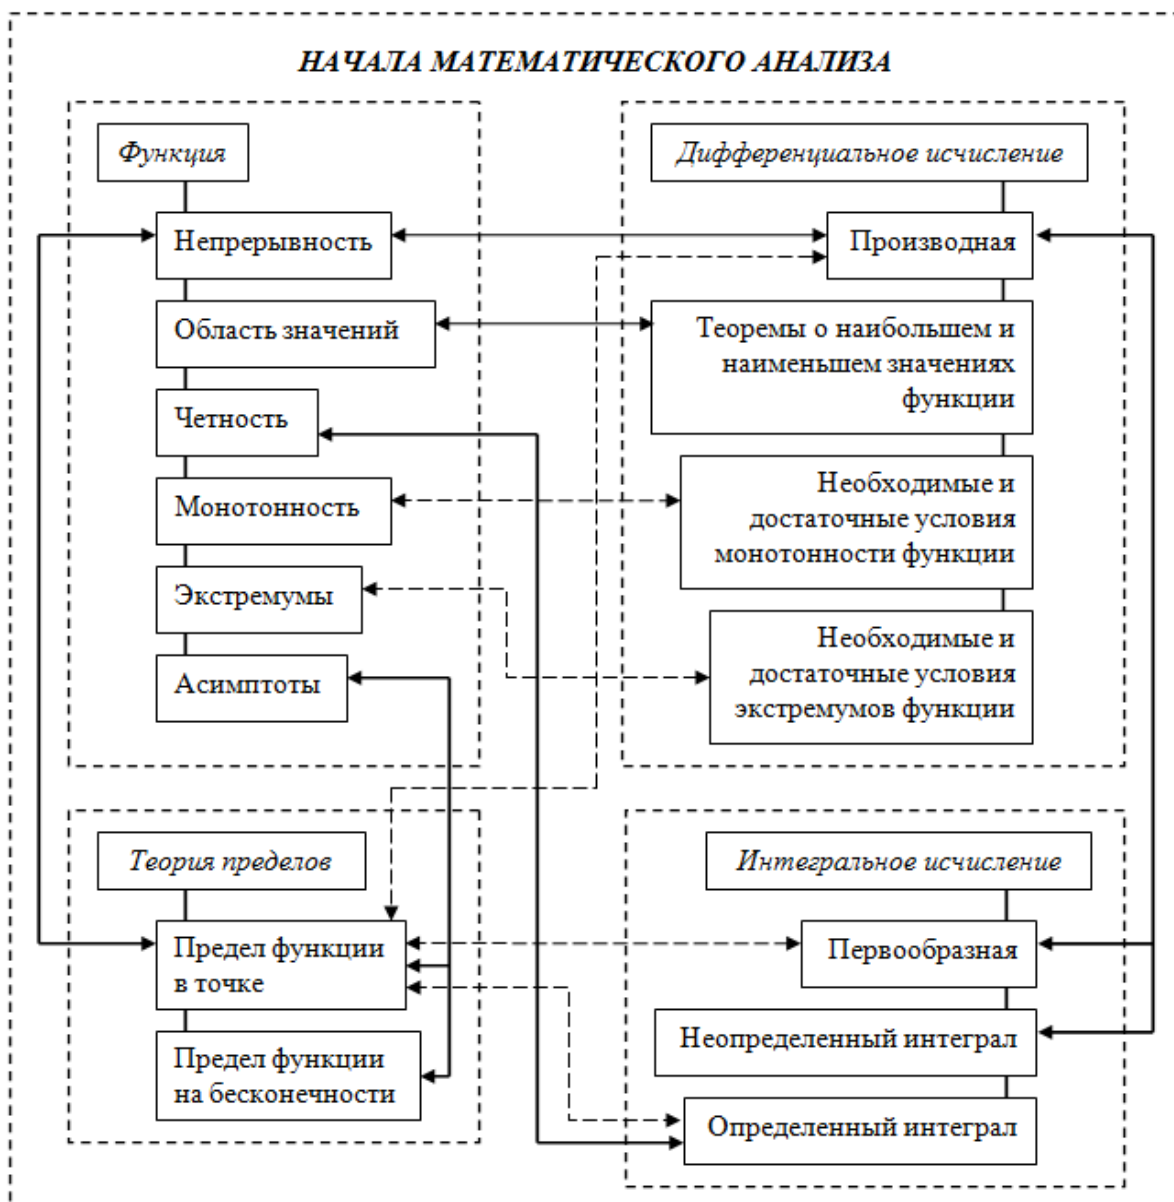 НАЧАЛА МАТЕМАТИЧЕСКОГО АНАЛИЗА
Функция
Непрерывность
Область значений
Четность
Монотонность
Экстремумы
Асимптоты
Дифференциальное исчисление
Производная
Теоремы о наибольшем и
наименьшем значениях
функции
Необходимые и
достаточные условия
монотонности функции
Необходимые и
достаточные условия
экстремумов функции
Теория пределов
Предел функции
в точке
Предел функции
на бесконечности
Интегральное исчисление
Первообразная
Неопределенный интеграл
Определенный интеграл